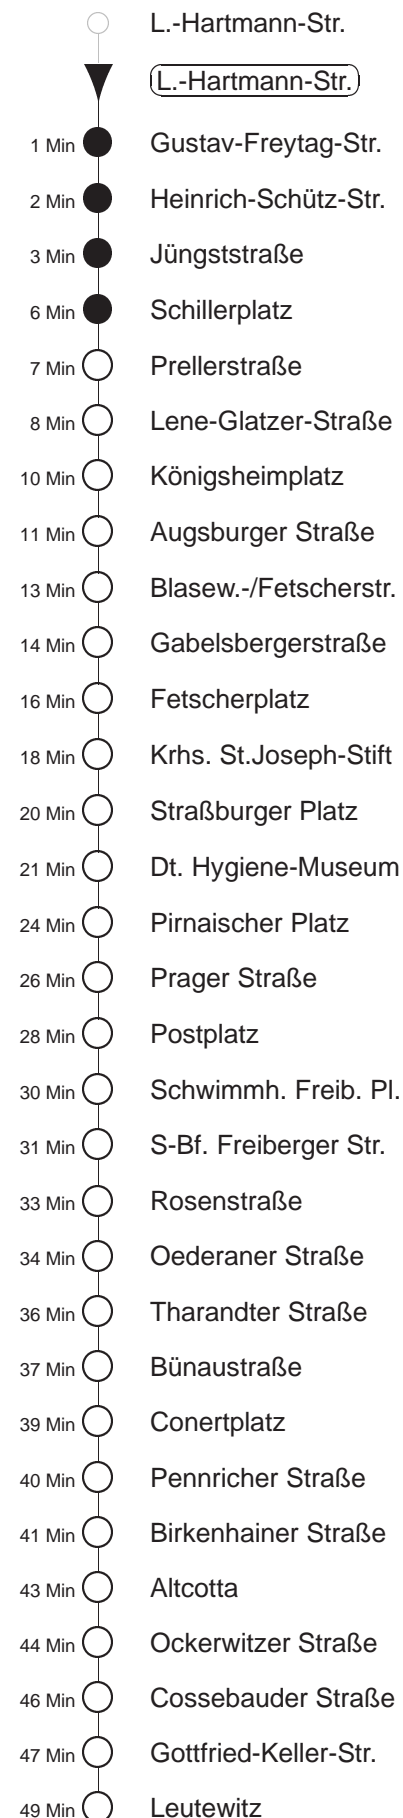 L.-Hartmann-Str.
L.-Hartmann-Str.
1 Min Gustav-Freytag-Str.
2 Min Heinrich-Schütz-Str.
3 Min Jüngststraße
6 Min Schillerplatz
7 Min Prellerstraße
8 Min Lene-Glatzer-Straße
10 Min Königsheimplatz
11 Min Augsburger Straße
13 Min Blasew.-/Fetscherstr.
14 Min Gabelsbergerstraße
16 Min Fetscherplatz
18 Min Krhs. St.Joseph-Stift
20 Min Straßburger Platz
21 Min Dt. Hygiene-Museum
24 Min Pirnaischer Platz
26 Min Prager Straße
28 Min Postplatz
30 Min Schwimmh. Freib. Pl.
31 Min S-Bf. Freiberger Str.
33 Min Rosenstraße
34 Min Oederaner Straße
36 Min Tharandter Straße
37 Min Bünaustraße
39 Min Conertplatz
40 Min Pennricher Straße
41 Min Birkenhainer Straße
43 Min Altcotta
44 Min Ockerwitzer Straße
46 Min Cossebauder Straße
47 Min Gottfried-Keller-Str.
49 Min Leutewitz